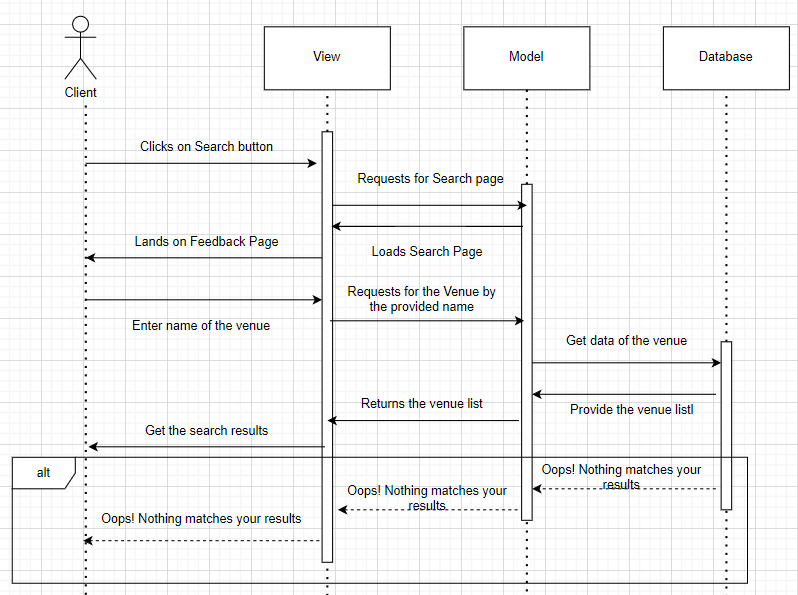 Client
View
Model
Database
Clicks on Search button
Requests for Search page
Lands on Feedback Page
Loads Search Page
Requests for the Venue by
the provided name
Enter name of the venue
Get data of the venue
Returns the venue list
Provide the venue listl
Get the search results
alt
Oops! Nothing matches your
results
Oops! Nothing matches your
results
Oops! Nothing matches your results